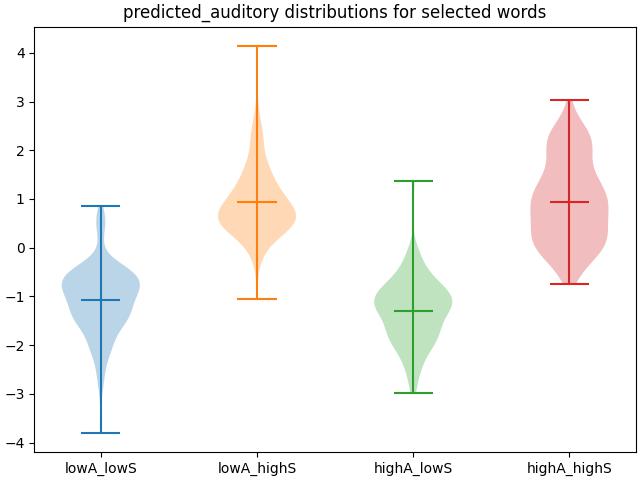 predicted_auditory distributions for selected words
4
3
2
1
0
−1
−2
−3
−4
lowA_lowS
lowA_highS
highA_lowS
highA_highS